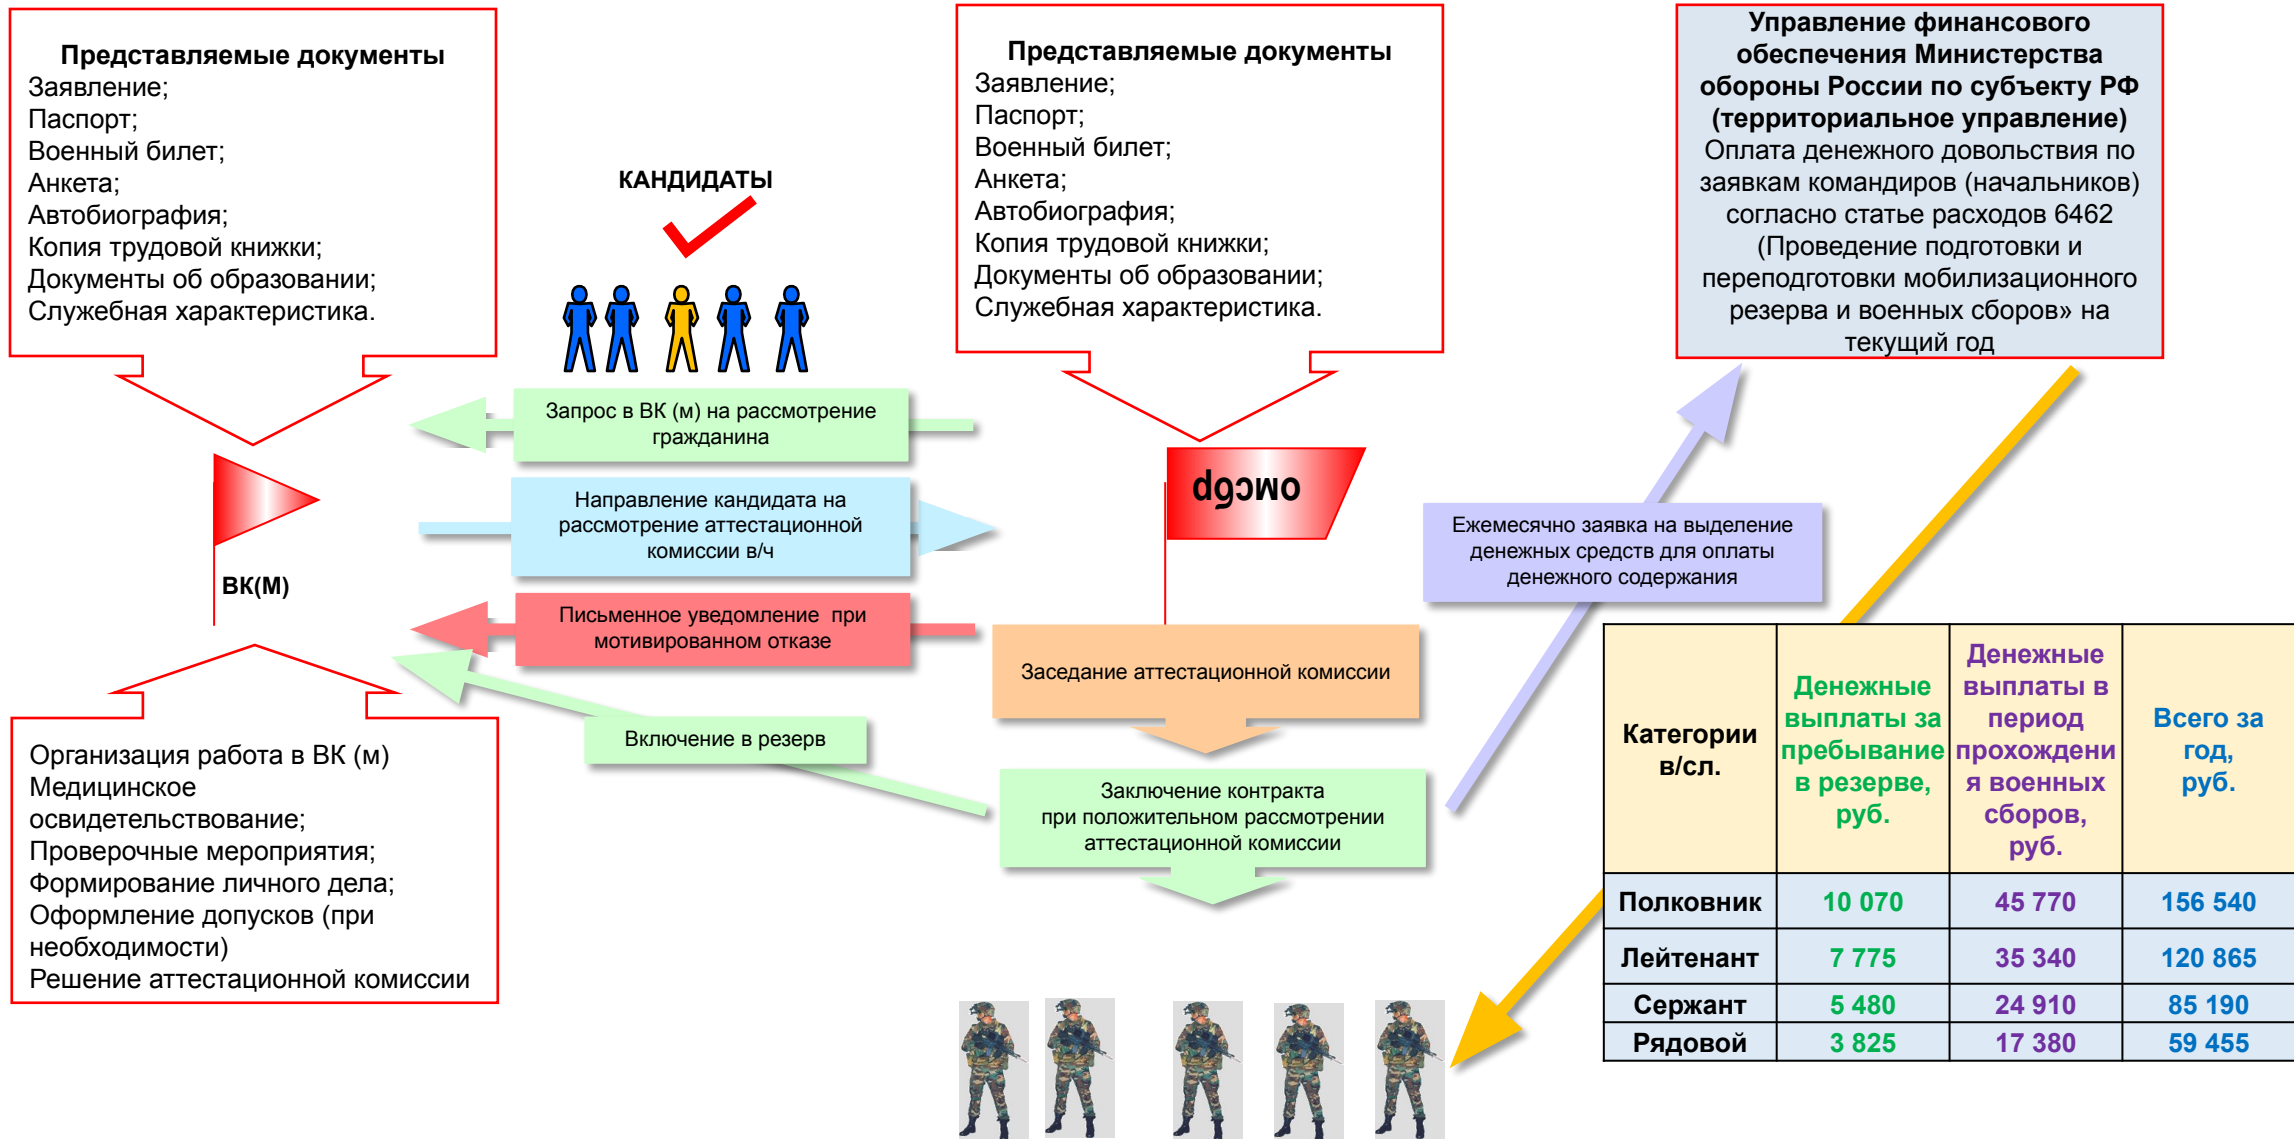 Представляемые документы
Заявление;
Паспорт;
Военный билет;
Анкета;
Автобиография;
Копия трудовой книжки;
Документы об образовании;
Служебная характеристика.
КАНДИДАТЫ
Представляемые документы
Заявление;
Паспорт;
Военный билет;
Анкета;
Автобиография;
Копия трудовой книжки;
Документы об образовании;
Служебная характеристика.
Управление финансового
обеспечения Министерства
обороны России по субъекту РФ
(территориальное управление)
Оплата денежного довольствия по
заявкам командиров (начальников)
согласно статье расходов 6462
(Проведение подготовки и
переподготовки мобилизационного
резерва и военных сборов» на
текущий год
Запрос в ВК (м) на рассмотрение
гражданина
Направление кандидата на
рассмотрение аттестационной
комиссии в/ч
Письменное уведомление при
мотивированном отказе
Включение в резерв
ВК(М)
омсбр
Заседание аттестационной комиссии
Заключение контракта
при положительном рассмотрении
аттестационной комиссии
Ежемесячно заявка на выделение
денежных средств для оплаты
денежного содержания
Организация работа в ВК (м)
Медицинское
освидетельствование;
Проверочные мероприятия;
Формирование личного дела;
Оформление допусков (при
необходимости)
Решение аттестационной комиссии
Категории
в/сл.
Денежные
выплаты за
пребывание
в резерве,
руб.
Денежные
выплаты в
период
прохождени
я военных
сборов,
руб.
Всего за
год,
руб.
Полковник 10 070 45 770 156 540
Лейтенант 7 775 35 340 120 865
Сержант 5 480 24 910 85 190
Рядовой 3 825 17 380 59 455